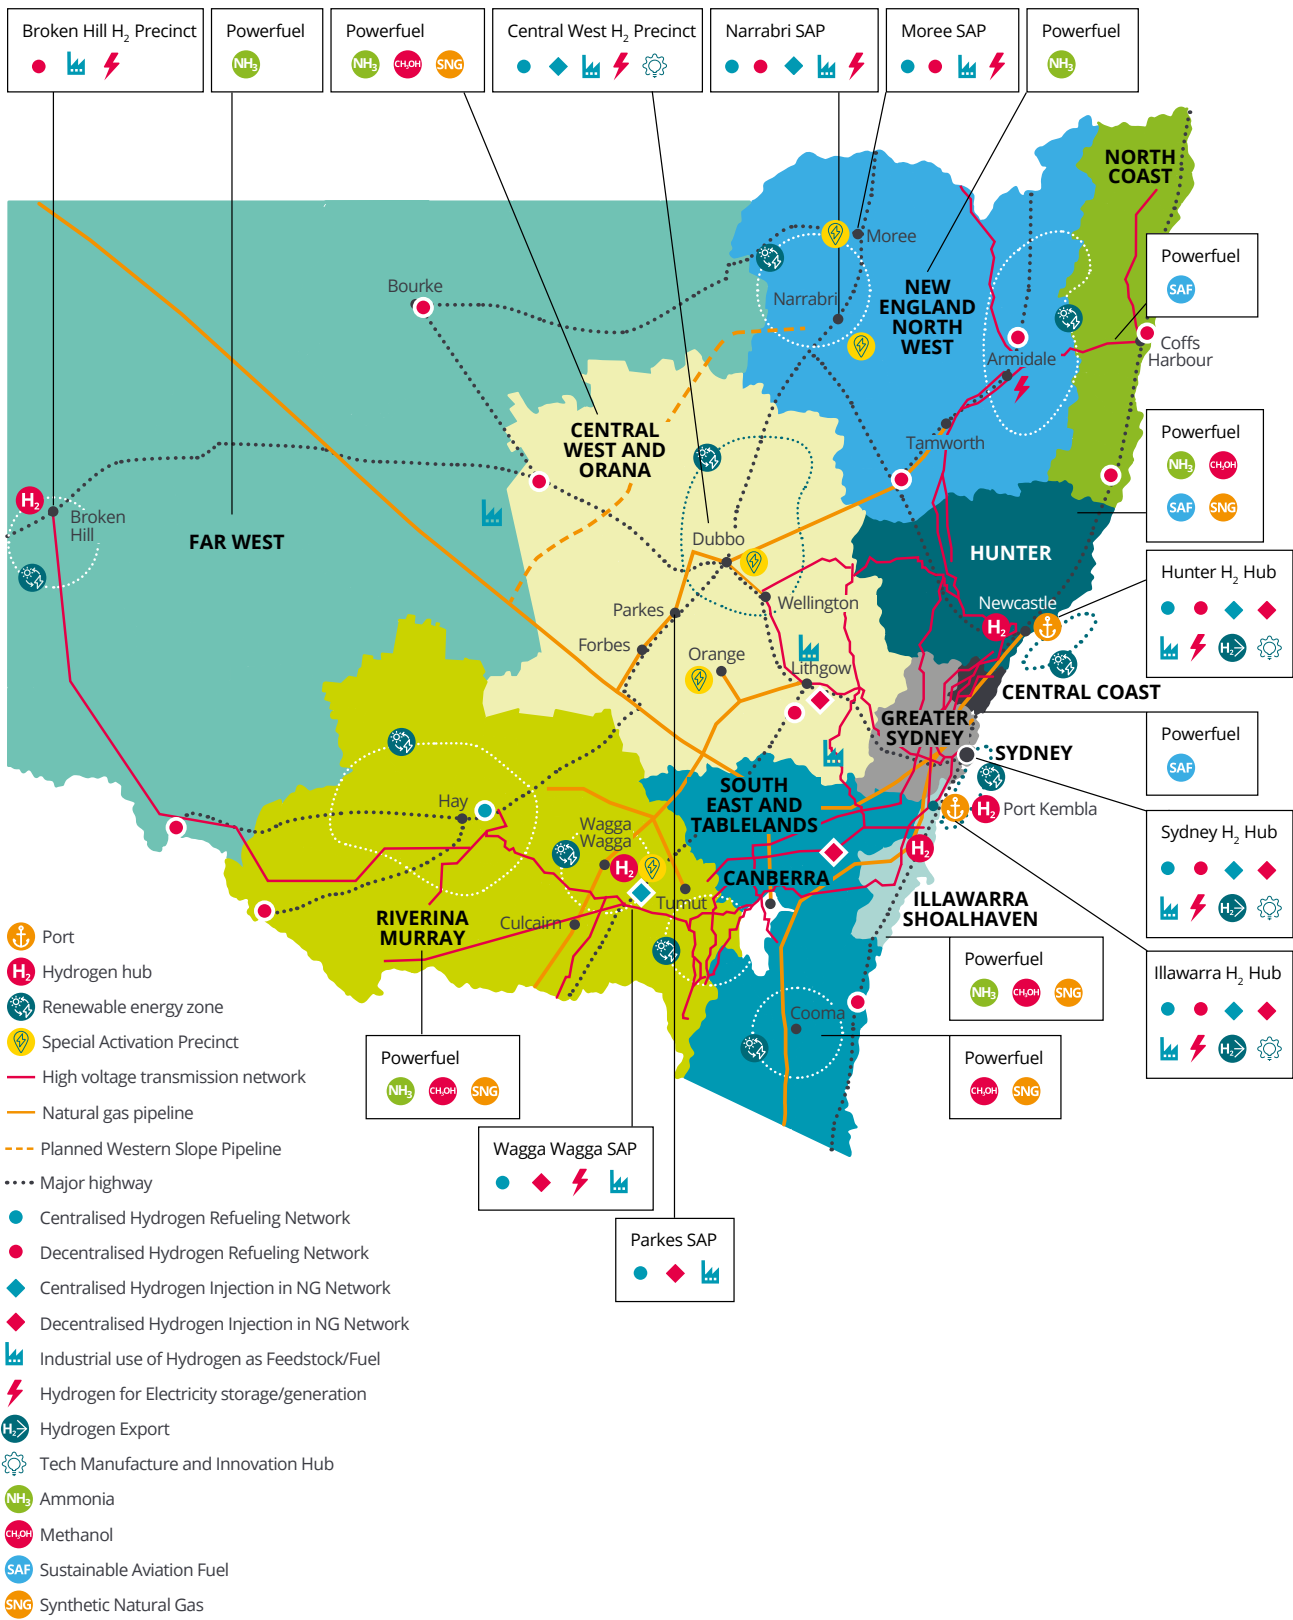 Broken Hill H2 Precinct
Powerfuel
NH3
Powerfuel
NH3
CH3OH
SNG
Central West H2 Precinct
Narrabri SAP
Moree SAP
Powerfuel
NH3
NORTH
COAST
Moree
Powerfuel
SAF
Bourke
Narrabri
NEW
ENGLAND
NORTH
WEST
Coffs
Harbour
Armidale
Powerfuel
NH3
CH3OH
SAF
SNG
CENTRAL
WEST AND
ORANA
Tamworth
H2
Broken
Hill
FAR WEST
Dubbo
HUNTER
Hunter H2 Hub
H2
Parkes
Wellington
Newcastle
H2
Forbes
Orange
Lithgow
CENTRAL COAST
GREATER
SYDNEY
SYDNEY
Powerfuel
SAF
Hay
SOUTH
EAST AND
TABLELANDS
H2
Port Kembla
Sydney H2 Hub
H2
Wagga
Wagga
H2
H2
CANBERRA
Tumut
Culcairn
RIVERINA
MURRAY
ILLAWARRA
SHOALHAVEN
Powerfuel
NH3
CH3OH
SNG
Illawarra H2 Hub
H2
Cooma
Powerfuel
NH3
CH3OH
SNG
Powerfuel
CH3OH
SNG
Wagga Wagga SAP
Parkes SAP
Port
H2 Hydrogen hub
Renewable energy zone
Special Activation Precinct
High voltage transmission network
Natural gas pipeline
Planned Western Slope Pipeline
Major highway
Centralised Hydrogen Refueling Network
Decentralised Hydrogen Refueling Network
Centralised Hydrogen Injection in NG Network
Decentralised Hydrogen Injection in NG Network
Industrial use of Hydrogen as Feedstock/Fuel
Hydrogen for Electricity storage/generation
H2 Hydrogen Export
Tech Manufacture and Innovation Hub
NH3 Ammonia
CH3OH Methanol
SAF Sustainable Aviation Fuel
SNG Synthetic Natural Gas